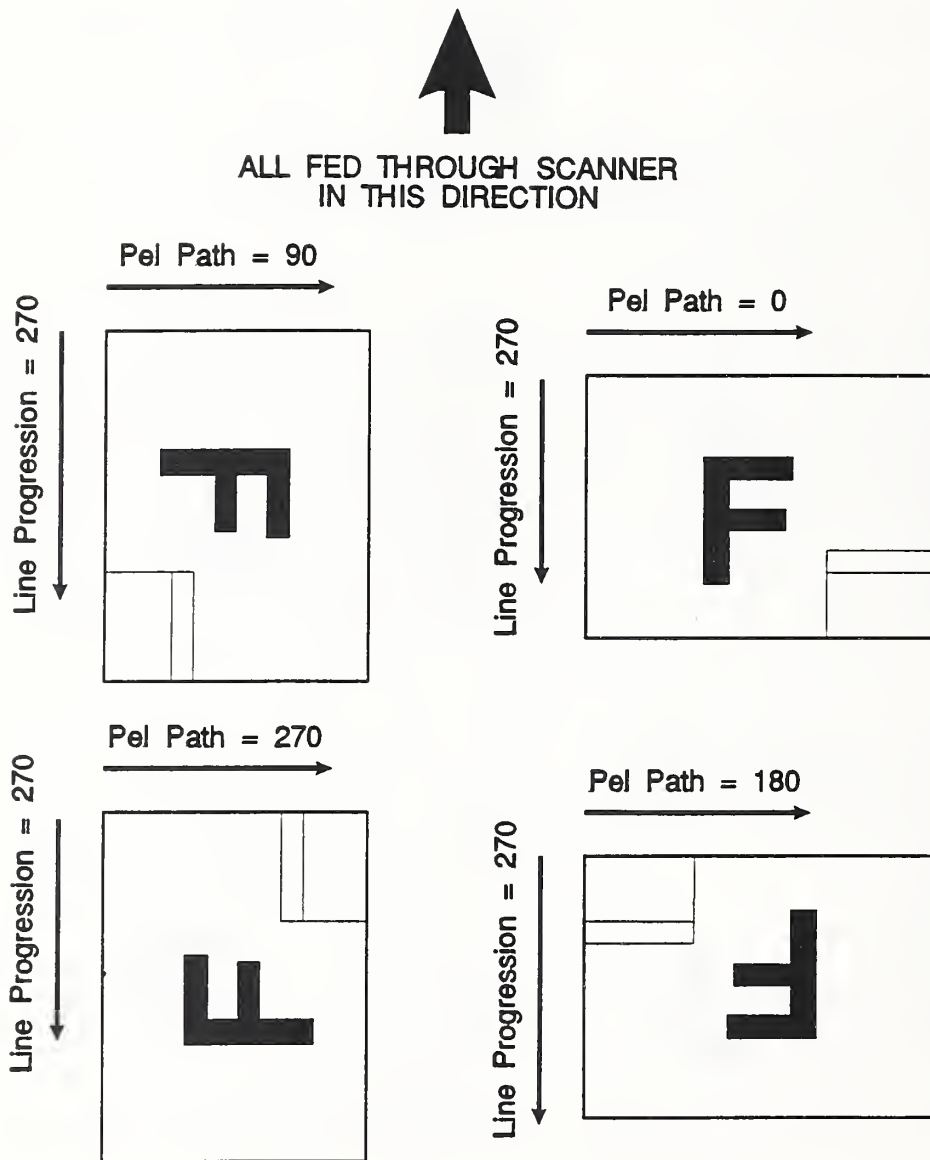 ALL FED THROUGH SCANNER
IN THIS DIRECTION
Pel Path = 90
Line Progression = 270
F
Pel Path = 0
Line Progression = 270
F
Pel Path = 270
Line Progression = 270
F
Pel Path = 180
Line Progression = 270
F